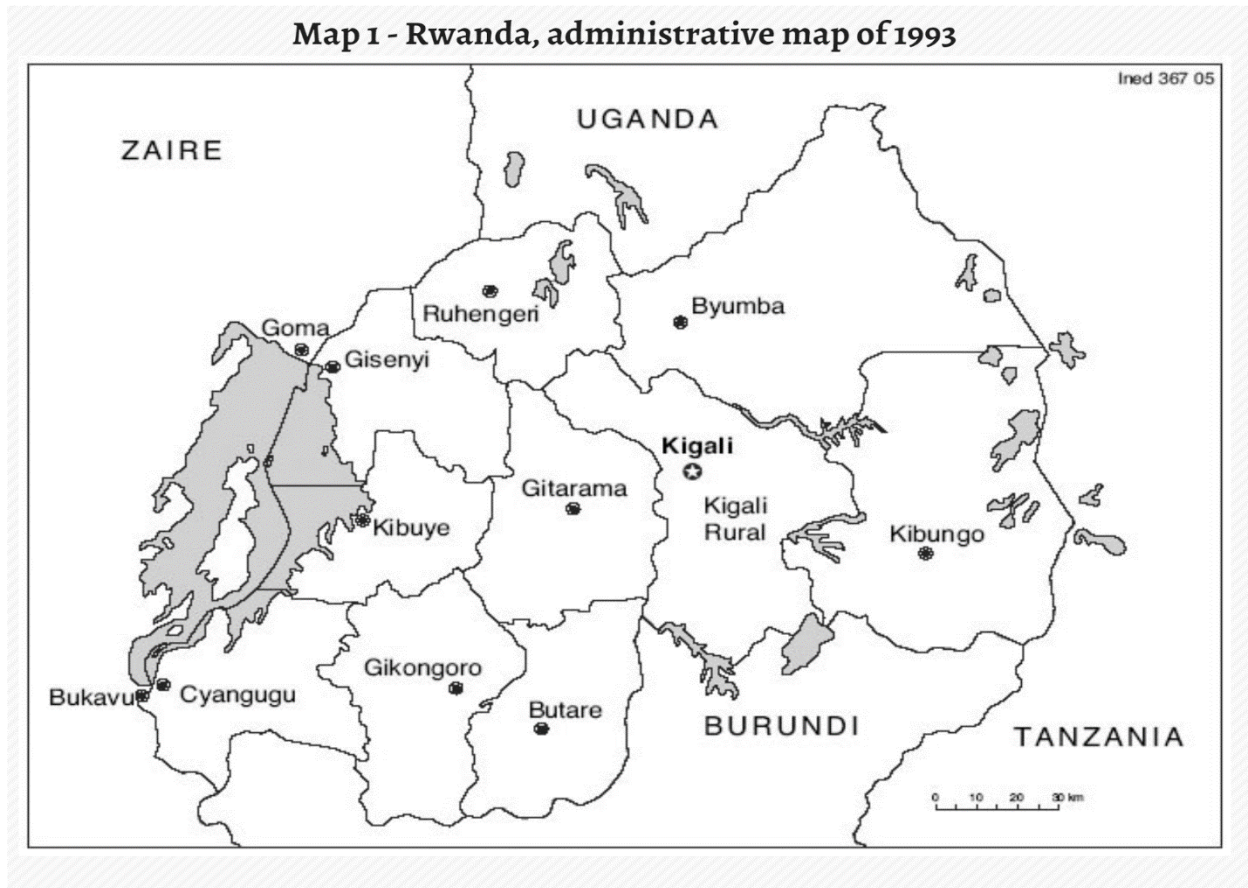 Map 1 - Rwanda, administrative map of 1993
Ined 367 05
UGANDA
ZAIRE
Ruhengeri
Byumba
Goma
Gisenyi
Kigali
Gitarama
Kigali
Rural
Kibuye
Kibungo
Gikongoro
Bukavu
Cyangugu
Butare
BURUNDI
TANZANIA
0 10 20 30 km